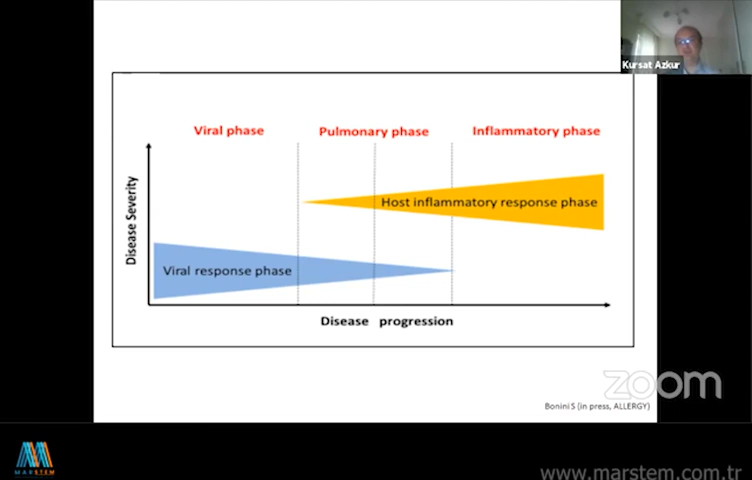 Kursat Azkur
Viral phase
Pulmonary phase
Inflammatory phase
Disease Severity
Host inflammatory response phase
Viral response phase
Disease progression
zoom
Bonini S (in press, ALLERGY)
MARSTEM
www.marstem.com.tr